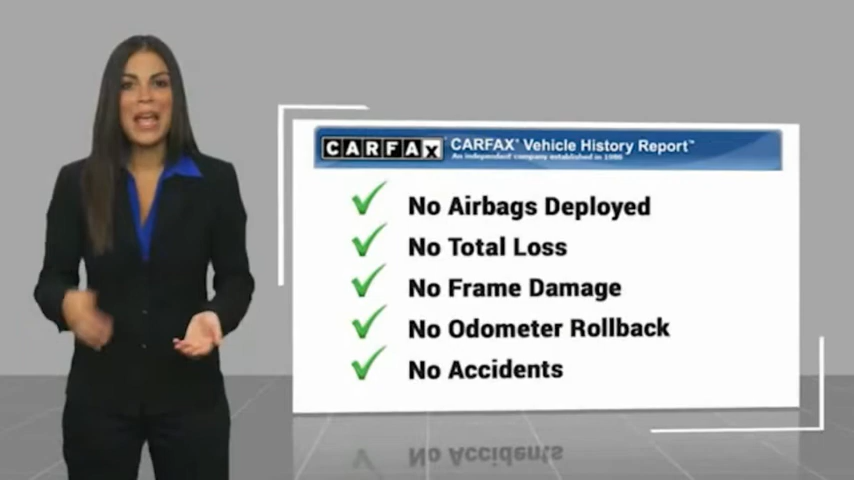 CARFAX CARFAX® Vehicle History Report™
An independent company established in 1986
No Airbags Deployed
No Total Loss
No Frame Damage
No Odometer Rollback
No Accidents
No Accidents